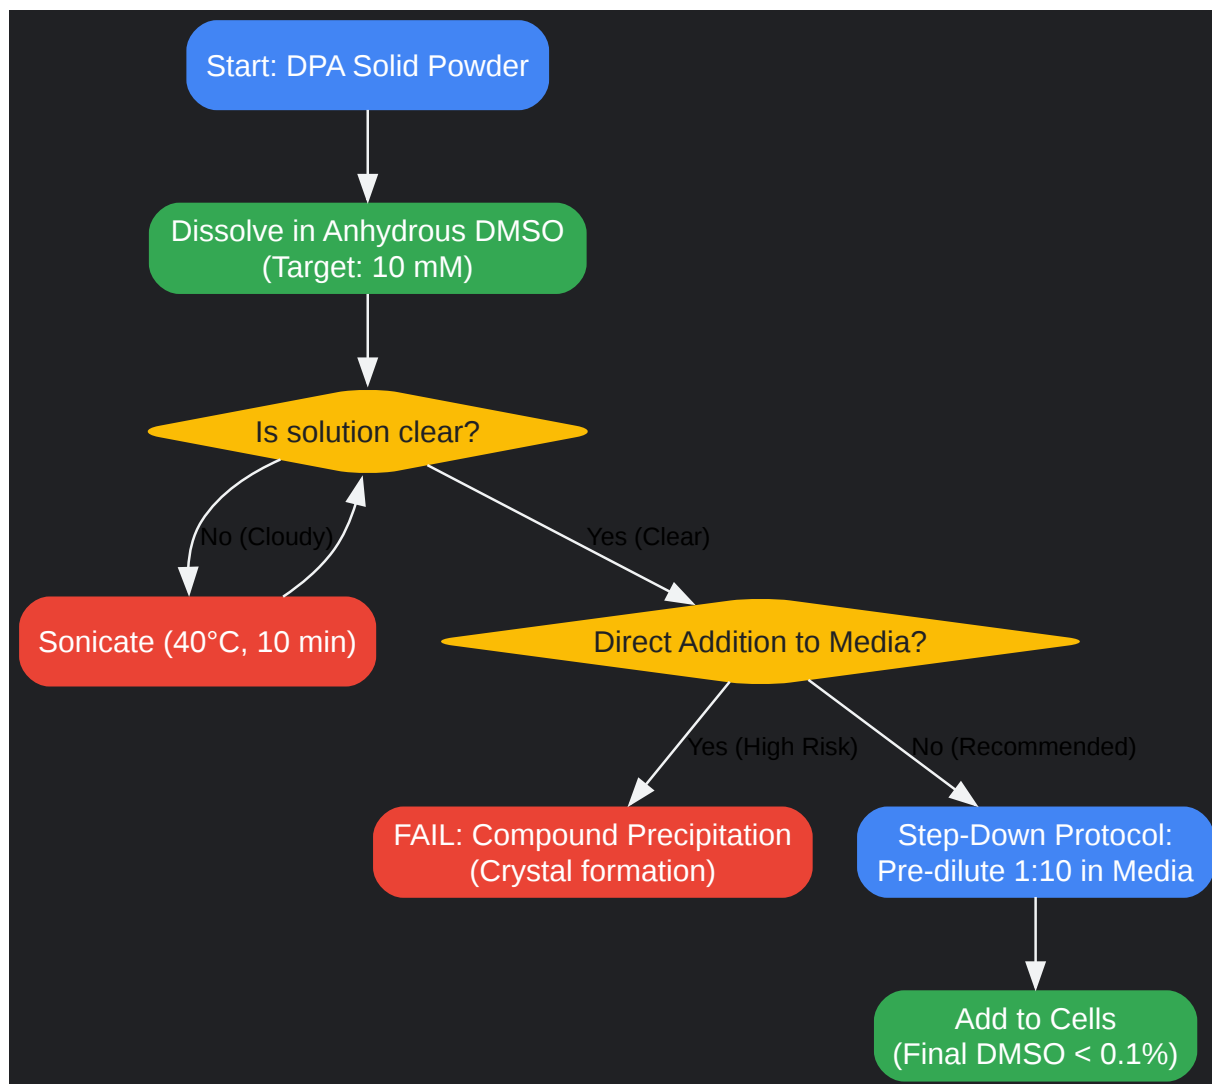 Start: DPA Solid Powder
Dissolve in Anhydrous DMSO
(Target: 10 mM)
Is solution clear?
No (Cloudy)
Yes (Clear)
Sonicate (40°C, 10 min)
Direct Addition to Media?
Yes (High Risk)
No (Recommended)
FAIL: Compound Precipitation
(Crystal formation)
Step-Down Protocol:
Pre-dilute 1:10 in Media
Add to Cells
(Final DMSO < 0.1%)